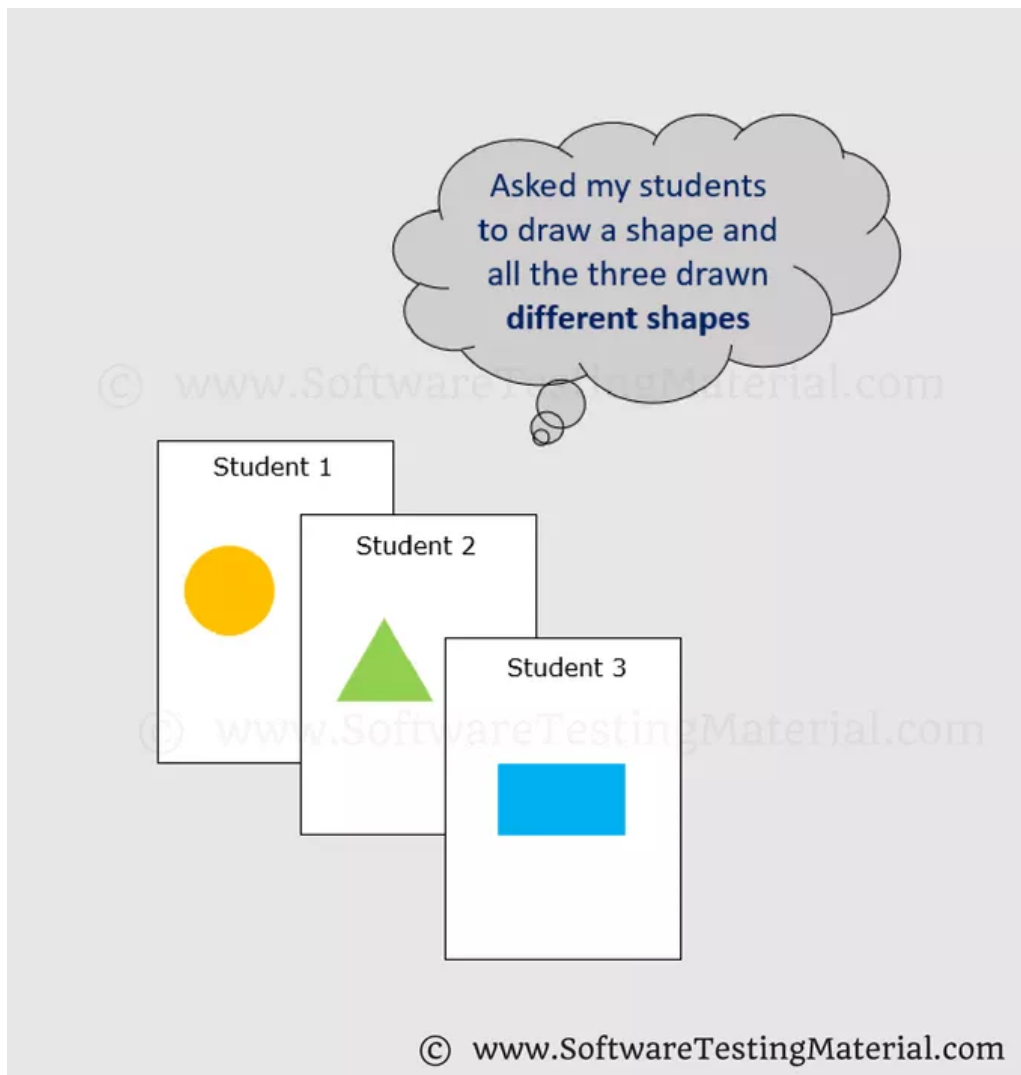 Asked my students
to draw a shape and
all the three drawn
different shapes
© www.SoftwareTestingMaterial.com
Student 1
Student 2
Student 3
© www.SoftwareTestingMaterial.com
© www.SoftwareTestingMaterial.com